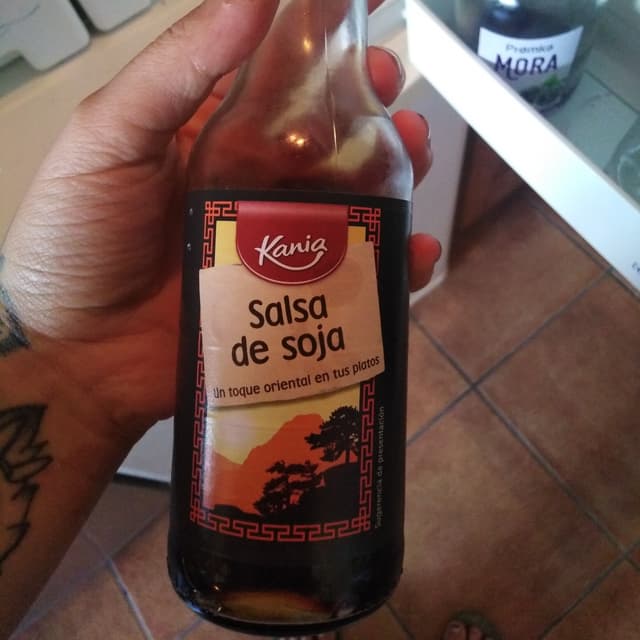 Kania
Salsa
de soja
Un toque oriental en tus platos
Sugerencia de presentación
Premka
MORA